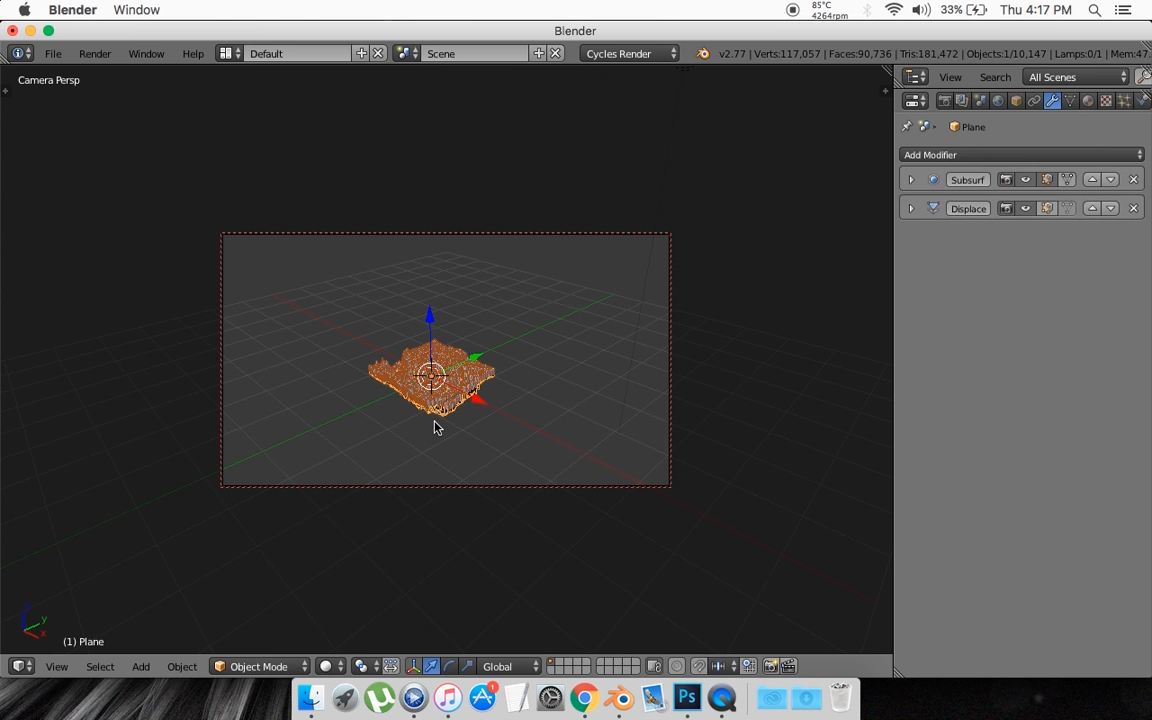 Blender Window 85°C 4264rpm 33% Thu 4:17 PM
Blender
File Render Window Help Default Scene Cycles Render v2.77 | Verts:117,057 | Faces:90,736 | Tris:181,472 | Objects:1/10,147 | Lamps:0/1 | Mem:47
Camera Persp
View Search All Scenes
Plane
Add Modifier
Subsurf
Displace
z
y
x
(1) Plane
View Select Add Object Object Mode Global
1
Ps